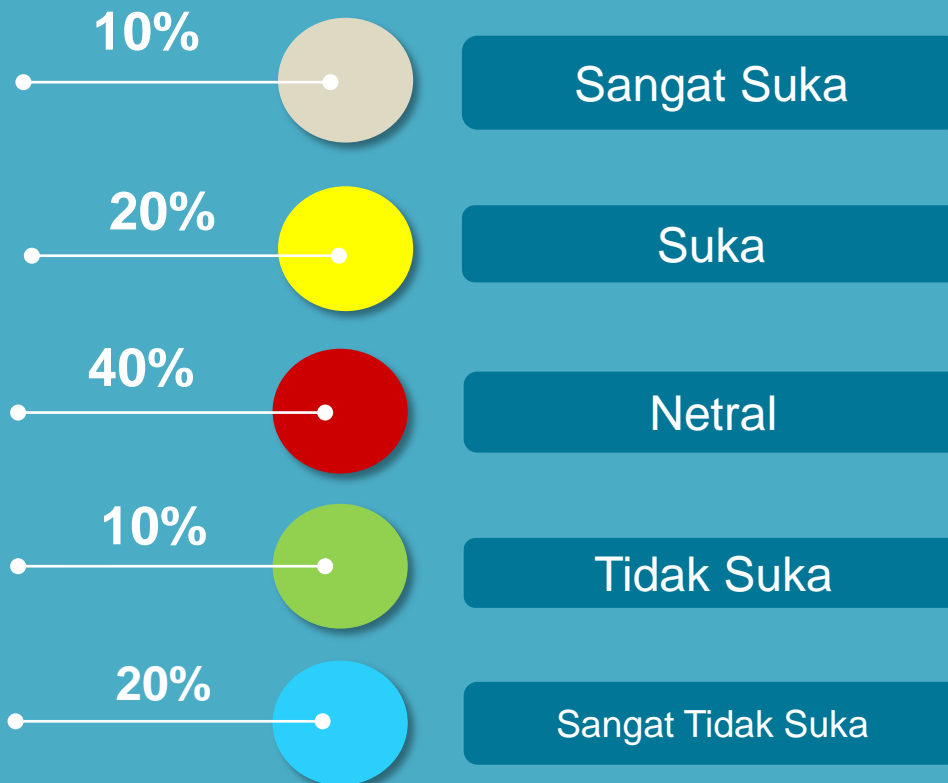 10%
Sangat Suka
20%
Suka
40%
Netral
10%
Tidak Suka
20%
Sangat Tidak Suka